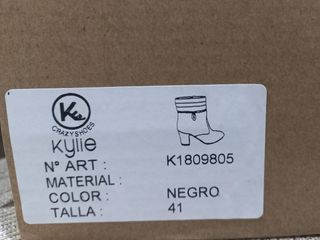 K
CRAZYSHOES
Kylie
N° ART : K1809805
MATERIAL :
COLOR : NEGRO
TALLA : 41